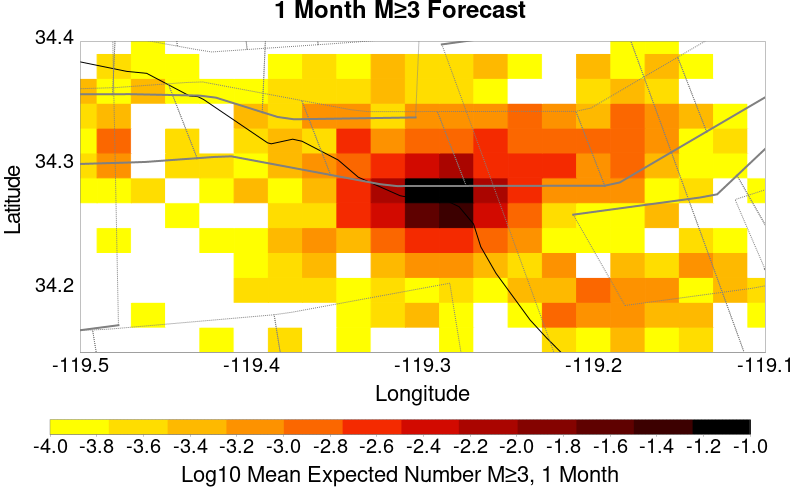 1 Month M≥3 Forecast
34.4
34.3
34.2
Latitude
-119.5 -119.4 -119.3 -119.2 -119.1
Longitude
-4.0 -3.8 -3.6 -3.4 -3.2 -3.0 -2.8 -2.6 -2.4 -2.2 -2.0 -1.8 -1.6 -1.4 -1.2 -1.0
Log10 Mean Expected Number M≥3, 1 Month